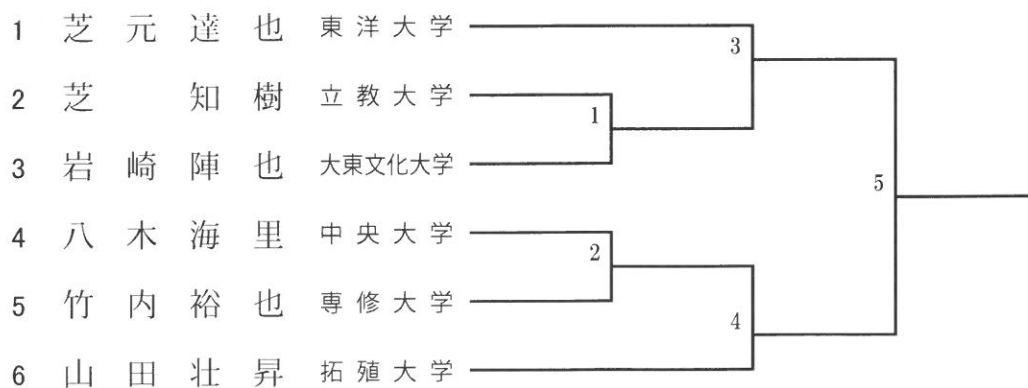 1 芝元達也 東洋大学
2 芝 知樹 立教大学
3 岩崎陣也 大東文化大学
4 八木海里 中央大学
5 竹内裕也 専修大学
6 山田壮昇 拓殖大学
3
1
5
2
4